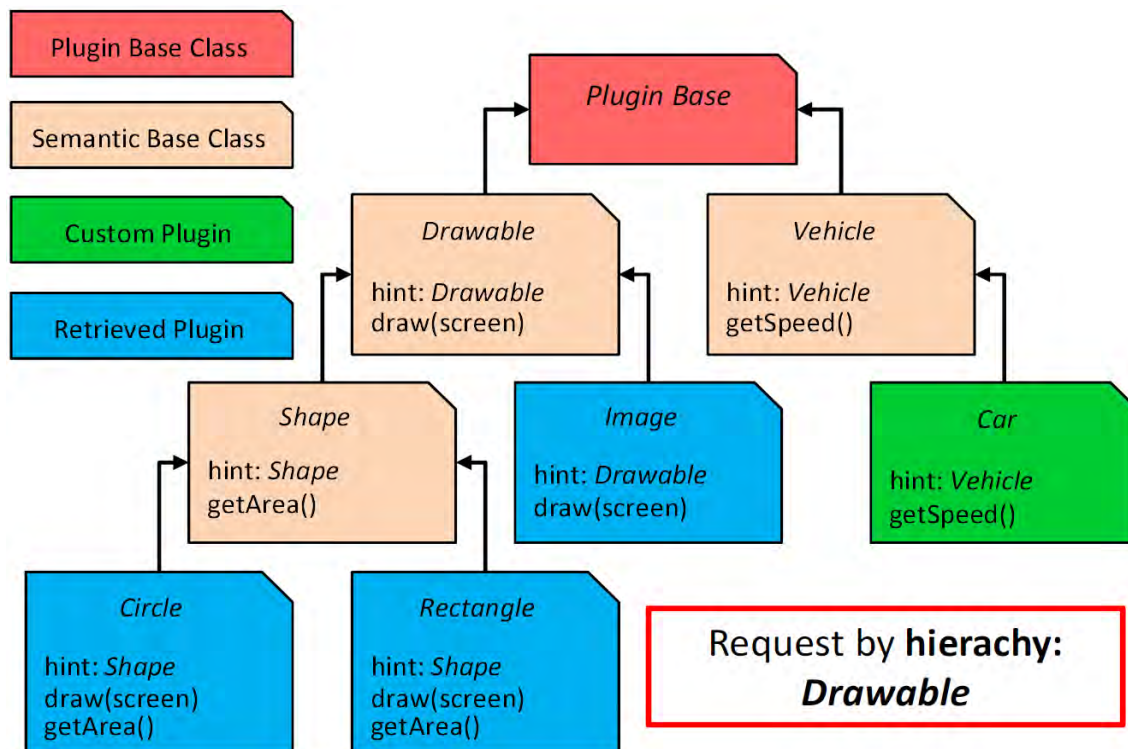 Plugin Base Class
Semantic Base Class
Custom Plugin
Retrieved Plugin
Plugin Base
Drawable
hint: Drawable
draw(screen)
Vehicle
hint: Vehicle
getSpeed()
Shape
hint: Shape
getArea()
Image
hint: Drawable
draw(screen)
Car
hint: Vehicle
getSpeed()
Circle
hint: Shape
draw(screen)
getArea()
Rectangle
hint: Shape
draw(screen)
getArea()
Request by hierachy:
Drawable